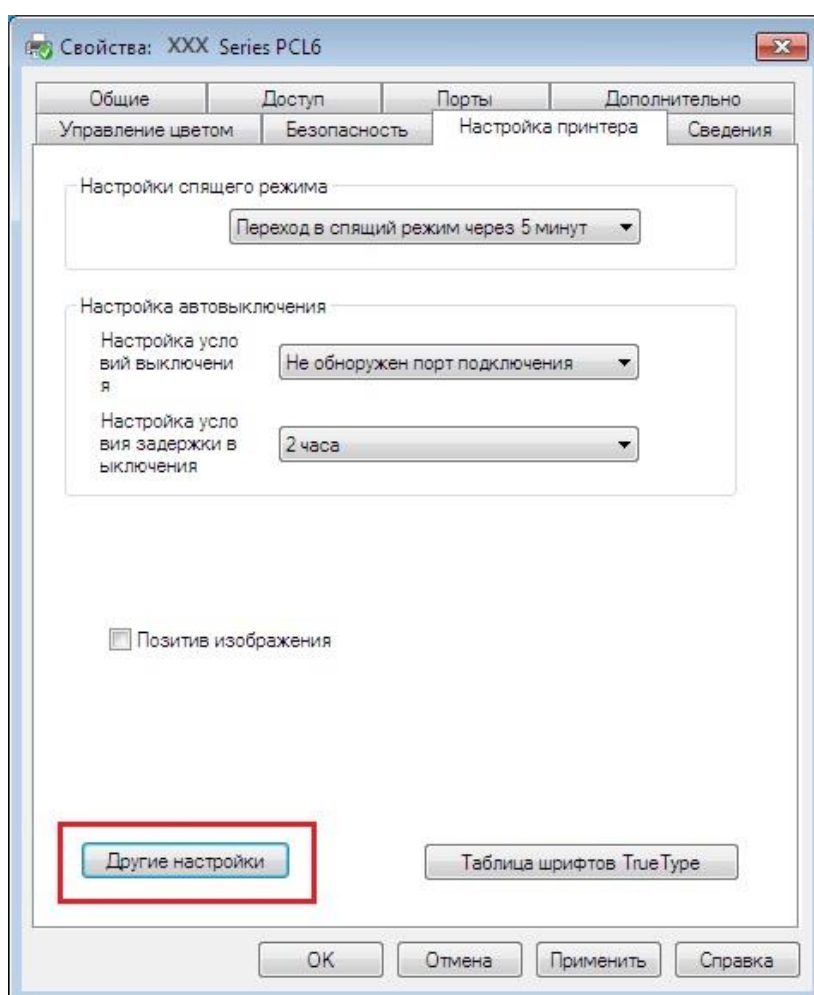 Свойства: XXX Series PCL6
Общие Доступ Порты Дополнительно
Управление цветом Безопасность Настройка принтера Сведения
Настройки спящего режима
Переход в спящий режим через 5 минут
Настройка автовыключения
Настройка усло
вий выключени
я
Не обноружен порт подключения
Настройка усло
вия задержки в
ыключения
2 часа
Позитив изображения
Другие настройки Таблица шрифтов TrueType
OK Отмена Применить Справка